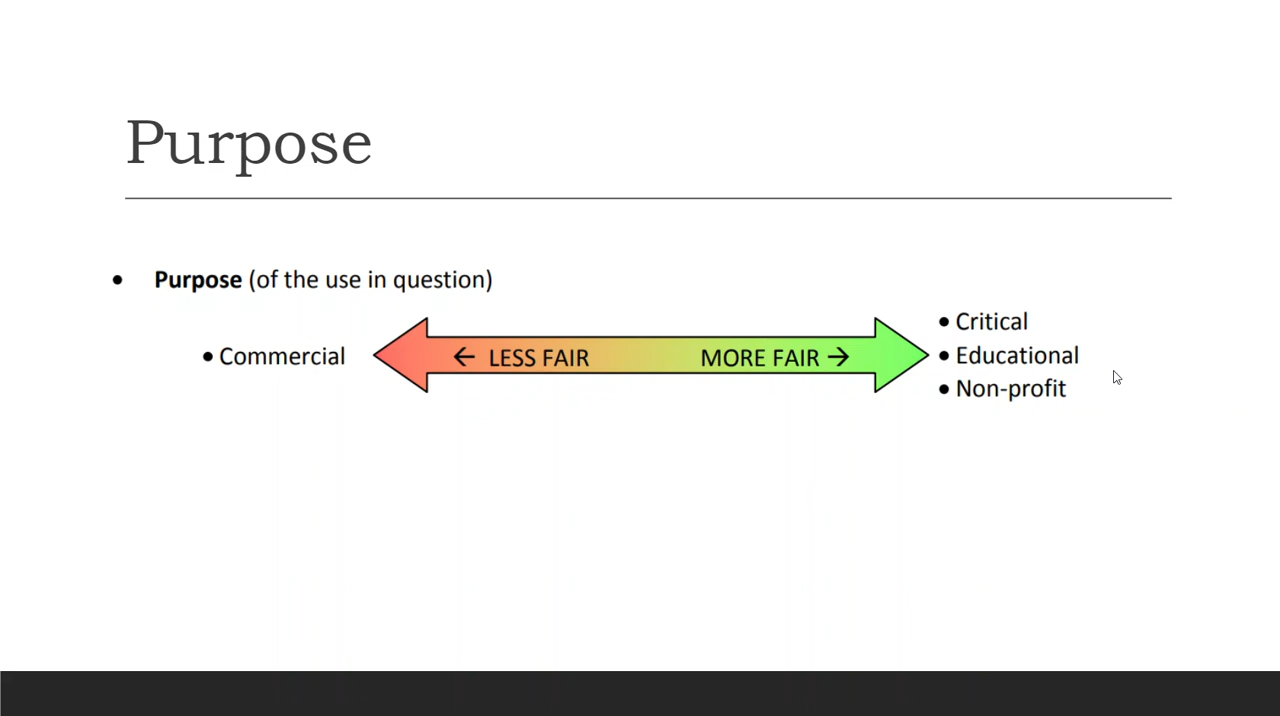 Purpose
• Purpose (of the use in question)
• Commercial
← LESS FAIR
MORE FAIR →
• Critical
• Educational
• Non-profit